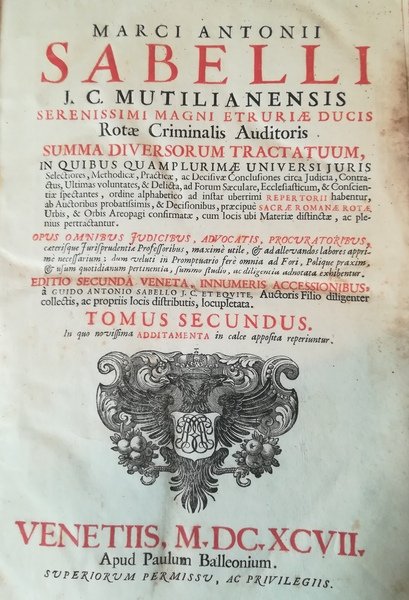 MARCI ANTONII
SABELLI
J. C. MUTILIANENSIS
SERENISSIMI MAGNI ETRURIÆ DUCIS
Rotæ Criminalis Auditoris
SUMMA DIVERSORUM TRACTATUUM,
IN QUIBUS QUAMPLURIMÆ UNIVERSI JURIS
Selectiores, Methodicæ, Practicæ, ac Decisivæ Conclusiones circa Judicia, Contra-
ctus, Ultimas voluntates, & Delicta, ad Forum Sæculare, Ecclesiasticum, & Conscien-
tiæ spectantes, ordine alphabetico ad instar uberrimi REPERTORII habentur,
ab Auctoribus probatissimis, & Decisionibus, præcipuè SACRÆ ROMANÆ ROTÆ,
Urbis, & Orbis Areopagi confirmatæ, cum locis ubi Materiæ distinctæ, ac ple-
nius pertractantur.
OPUS OMNIBUS JUDICIBUS, ADVOCATIS, PROCURATORIBUS,
cæterisque Jurisprudentiæ Professoribus, maximè utile, & ad allevandos labores appri-
mè necessarium; dum veluti in Promptuario ferè omnia ad Fori, Polique praxim,
& usum quotidianum pertinentia, summo studio, ac diligentia adnotata exhibentur.
EDITIO SECUNDA VENETA, INNUMERIS ACCESSIONIBUS,
à GUIDO ANTONIO SABELLO J. C. ET EQVITE, Auctoris Filio diligenter
collectis, ac propriis locis distributis, locupletata.
TOMUS SECUNDUS.
In quo novissima ADDITAMENTA in calce apposita reperiuntur.
VENETIIS, M.DC.XCVII.
Apud Paulum Balleonium.
SUPERIORUM PERMISSU, AC PRIVILEGIIS.